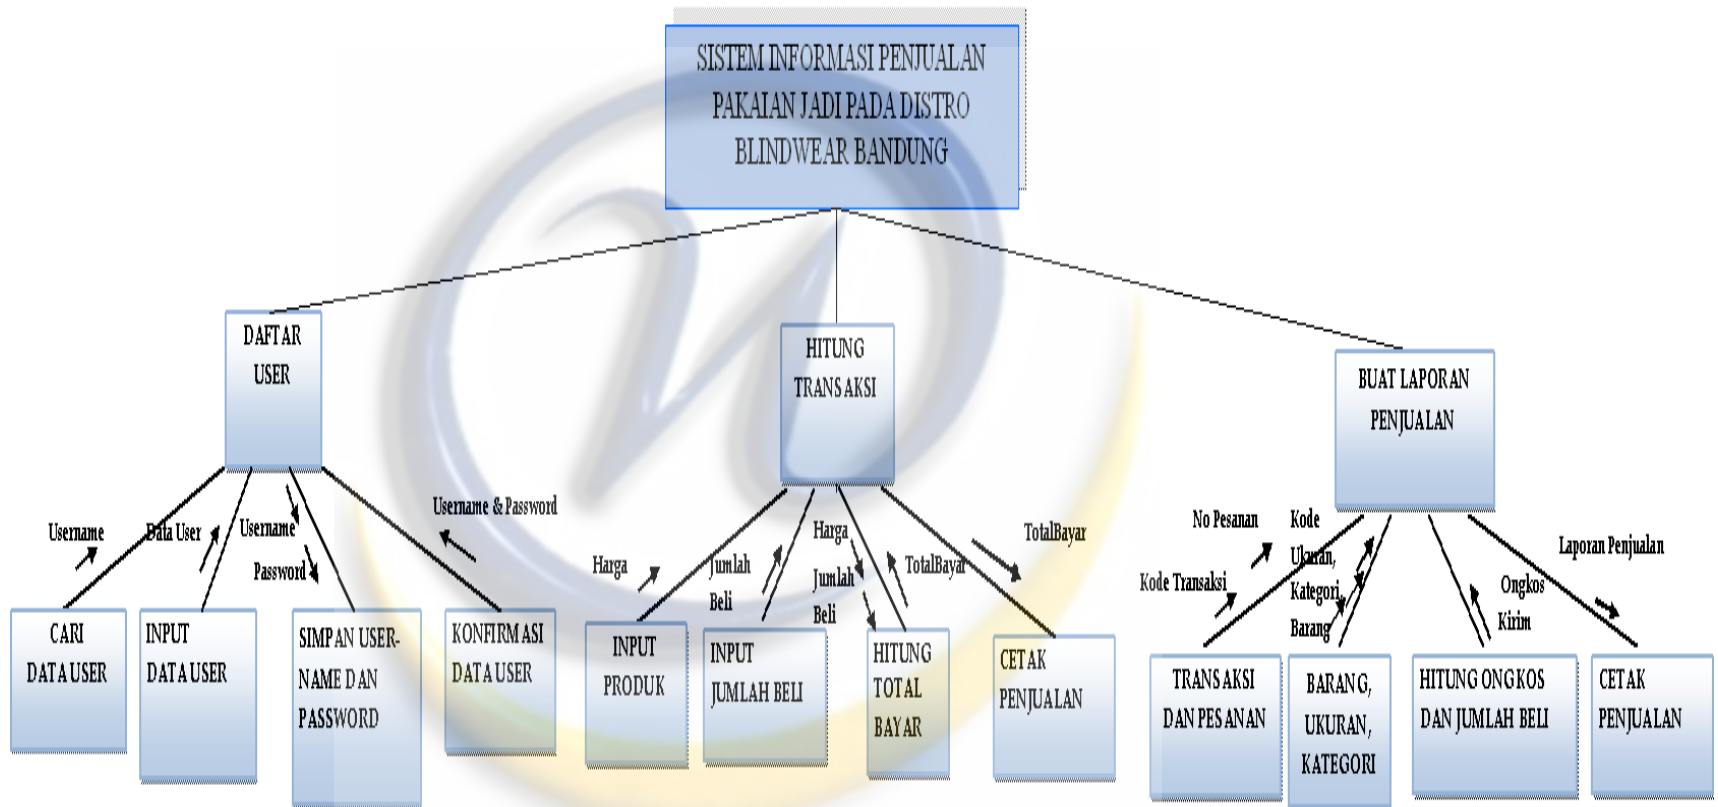 SISTEM INFORMASI PENJUALAN
PAKAIAN JADI PADA DISTRO
BLINDWEAR BANDUNG
DAFTAR
USER
HITUNG
TRANSAKSI
BUAT LAPORAN
PENJUALAN
Username
Data User
Username
Password
Username & Password
Harga
Jumlah
Beli
Harga
Jumlah
Beli
TotalBayar
TotalBayar
No Pesanan
Kode Transaksi
Kode
Ukuran,
Kategori,
Barang
Ongkos
Kirim
Laporan Penjualan
CARI
DATA USER
INPUT
DATA USER
SIMPAN USER-
NAME DAN
PASSWORD
KONFIRMASI
DATA USER
INPUT
PRODUK
INPUT
JUMLAH BELI
HITUNG
TOTAL
BAYAR
CETAK
PENJUALAN
TRANSAKSI
DAN PESANAN
BARANG,
UKURAN,
KATEGORI
HITUNG ONGKOS
DAN JUMLAH BELI
CETAK
PENJUALAN